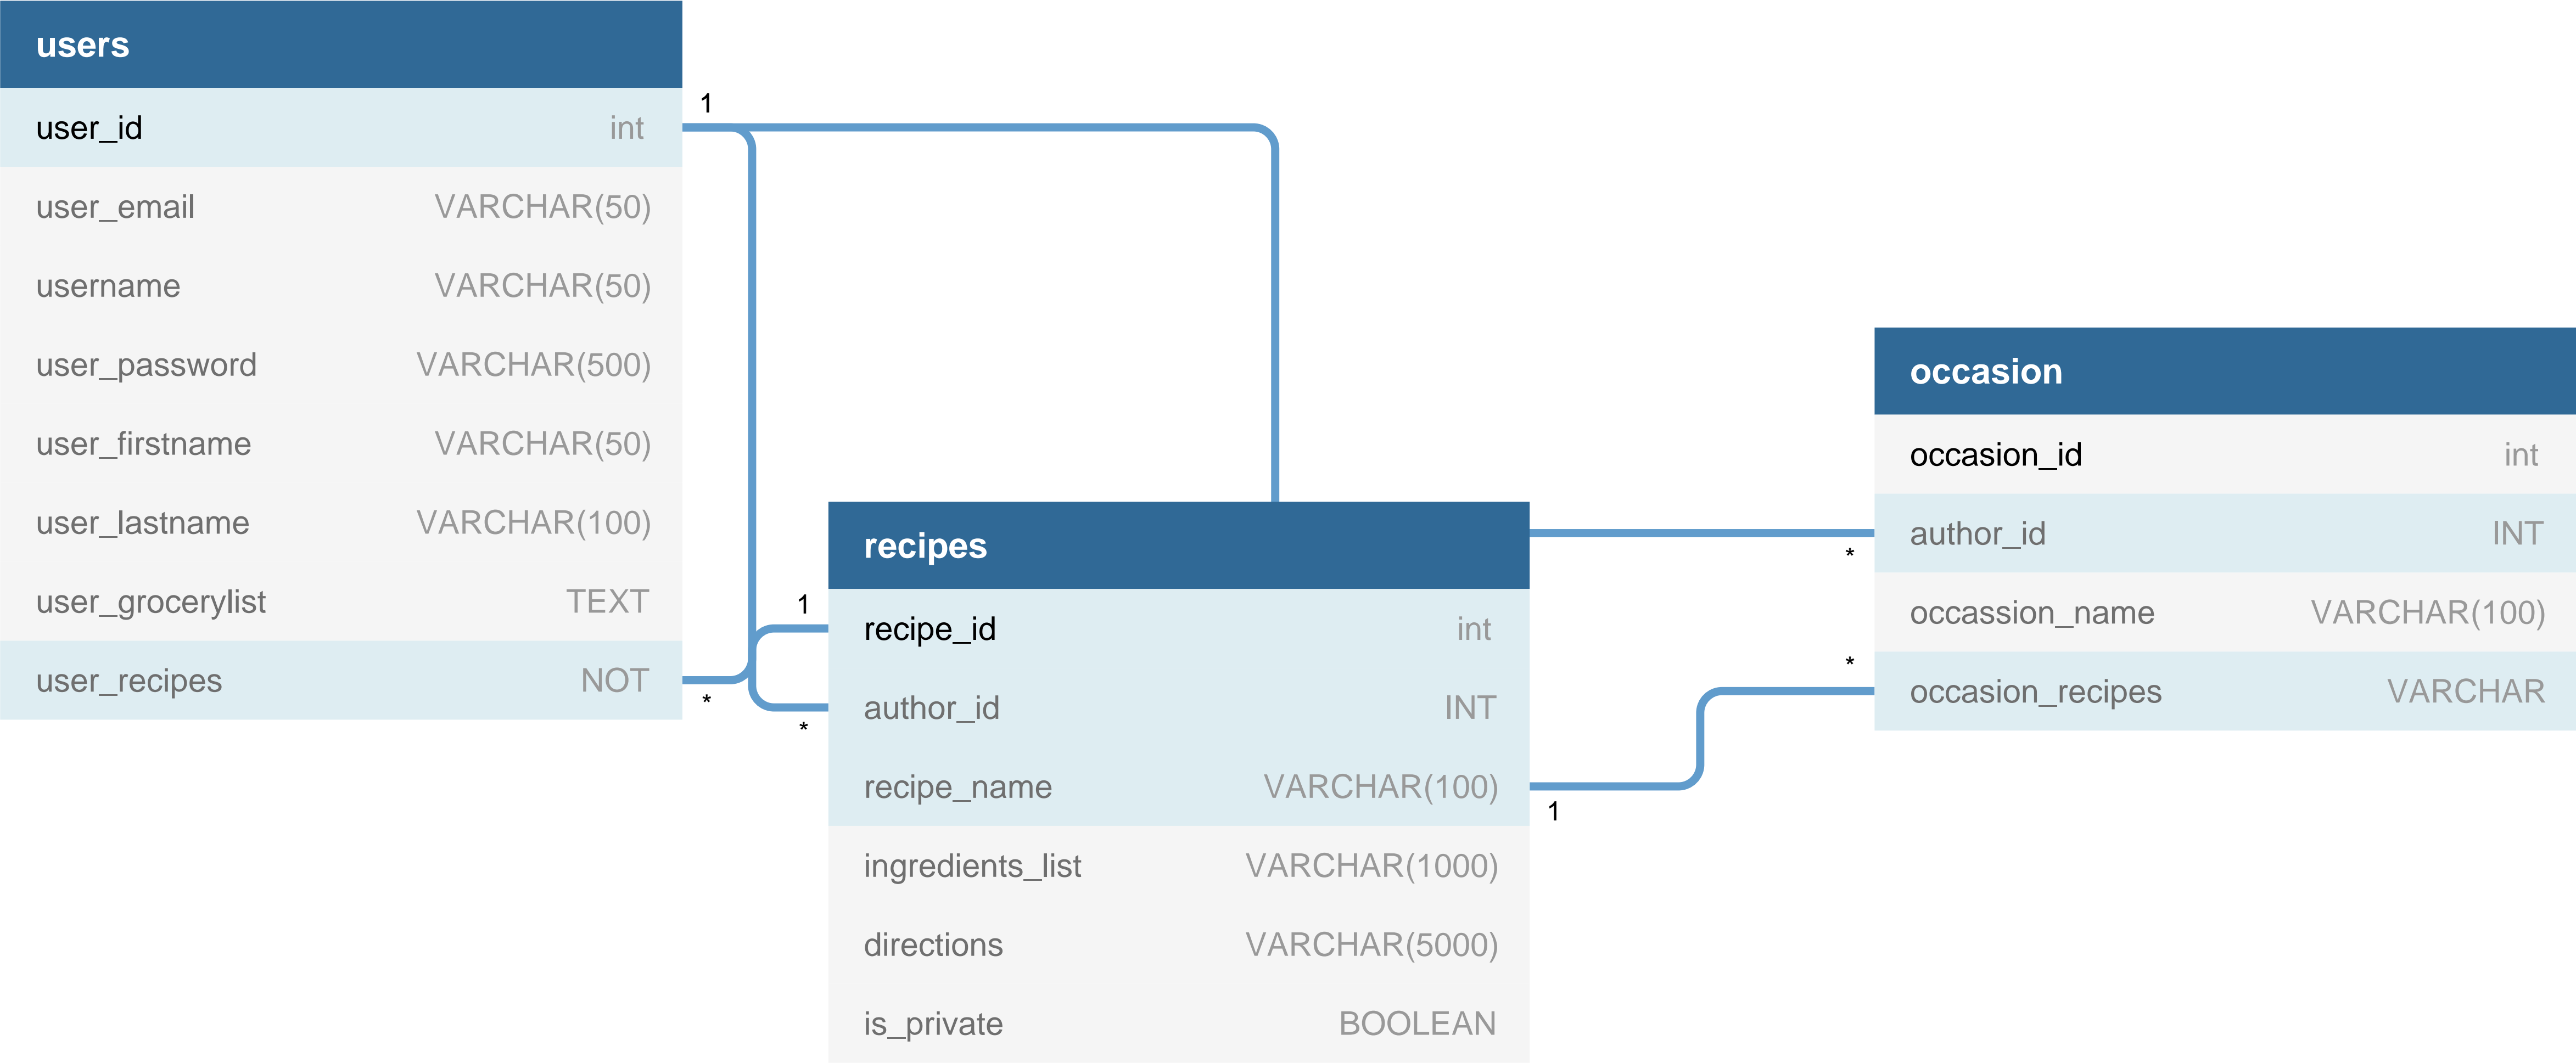 users
user_id int
user_email VARCHAR(50)
username VARCHAR(50)
user_password VARCHAR(500)
user_firstname VARCHAR(50)
user_lastname VARCHAR(100)
user_grocerylist TEXT
user_recipes NOT
1
*
1
*
recipes
recipe_id int
author_id INT
recipe_name VARCHAR(100)
ingredients_list VARCHAR(1000)
directions VARCHAR(5000)
is_private BOOLEAN
1
*
*
occasion
occasion_id int
author_id INT
occassion_name VARCHAR(100)
occasion_recipes VARCHAR